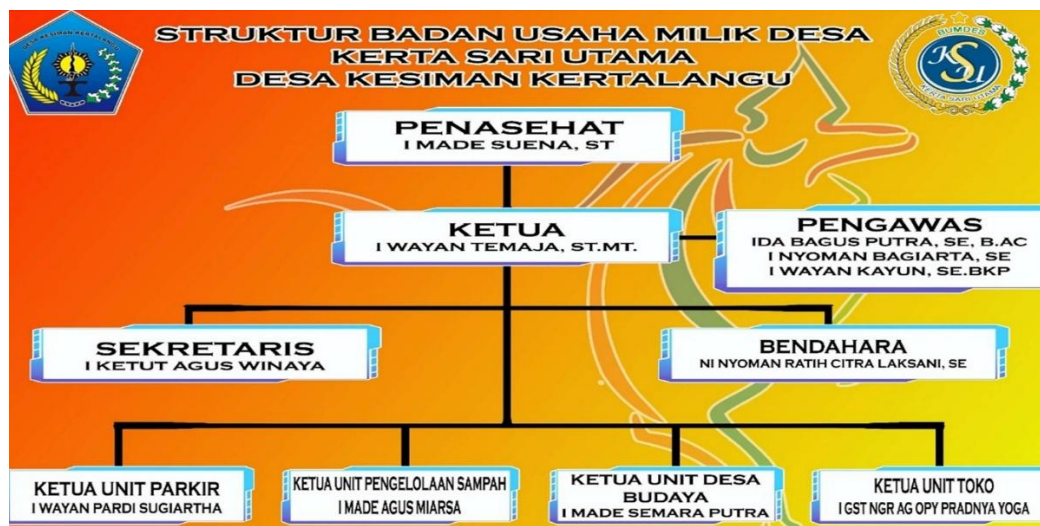 STRUKTUR BADAN USAHA MILIK DESA
KERTA SARI UTAMA
DESA KESIMAN KERTALANGU
DESA KESIMAN KERTALANGU
BUMDES
KSU
KERTA SARI UTAMA
PENASEHAT
I MADE SUENA, ST
KETUA
I WAYAN TEMAJA, ST.MT.
PENGAWAS
IDA BAGUS PUTRA, SE, B.AC
I NYOMAN BAGIARTA, SE
I WAYAN KAYUN, SE.BKP
SEKRETARIS
I KETUT AGUS WINAYA
BENDAHARA
NI NYOMAN RATIH CITRA LAKSANI, SE
KETUA UNIT PARKIR
I WAYAN PARDI SUGIARTHA
KETUA UNIT PENGELOLAAN SAMPAH
I MADE AGUS MIARSA
KETUA UNIT DESA
BUDAYA
I MADE SEMARA PUTRA
KETUA UNIT TOKO
I GST NGR AG OPY PRADNYA YOGA